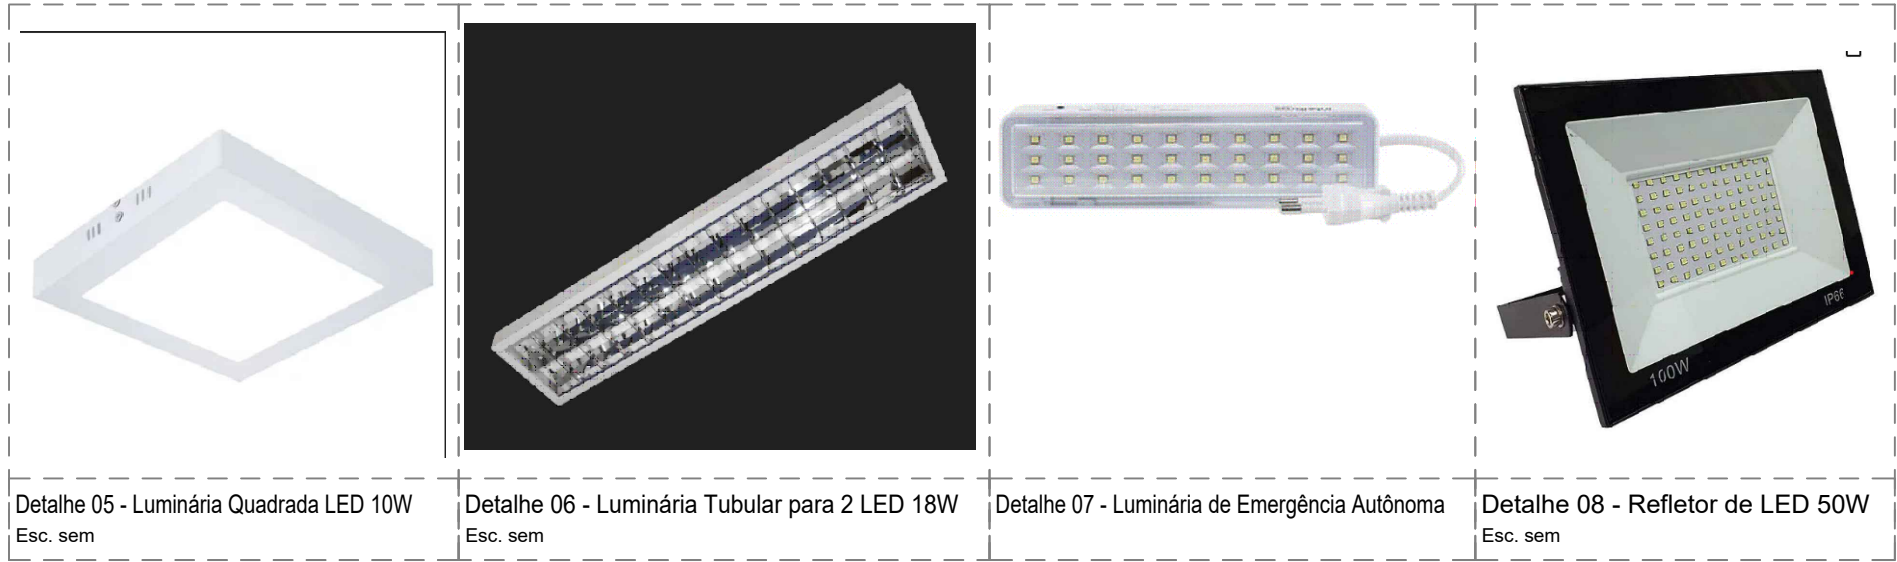 IP66
100W
Detalhe 05 - Luminária Quadrada LED 10W
Esc. sem
Detalhe 06 - Luminária Tubular para 2 LED 18W
Esc. sem
Detalhe 07 - Luminária de Emergência Autônoma
Detalhe 08 - Refletor de LED 50W
Esc. sem